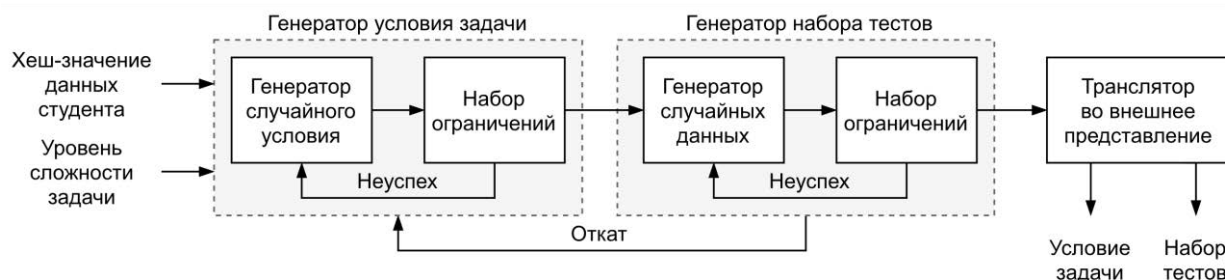 Генератор условия задачи
Генератор набора тестов
Хеш-значение
данных
студента
Уровень
сложности
задачи
Генератор
случайного
условия
Набор
ограничений
Неуспех
Генератор
случайных
данных
Набор
ограничений
Неуспех
Откат
Транслятор
во внешнее
представление
Условие
задачи
Набор
тестов